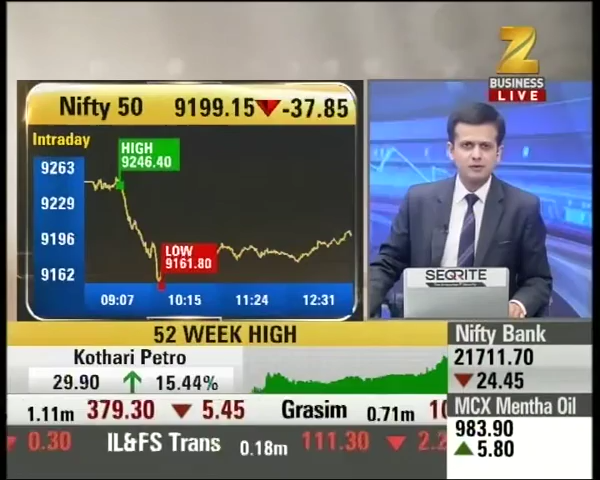 Z
BUSINESS
LIVE
Nifty 50 9199.15 ▼ -37.85
Intraday
HIGH
9246.40
9263
9229
9196
9162
LOW
9161.80
09:07 10:15 11:24 12:31
SEQRITE
52 WEEK HIGH
Kothari Petro
29.90 ↑ 15.44%
Nifty Bank
21711.70
▼ 24.45
MCX Mentha Oil
983.90
▲ 5.80
1.11m 379.30 ▼ 5.45 Grasim 0.71m 10
▼ 0.30 IL&FS Trans 0.18m 111.30 ▼ 2.2